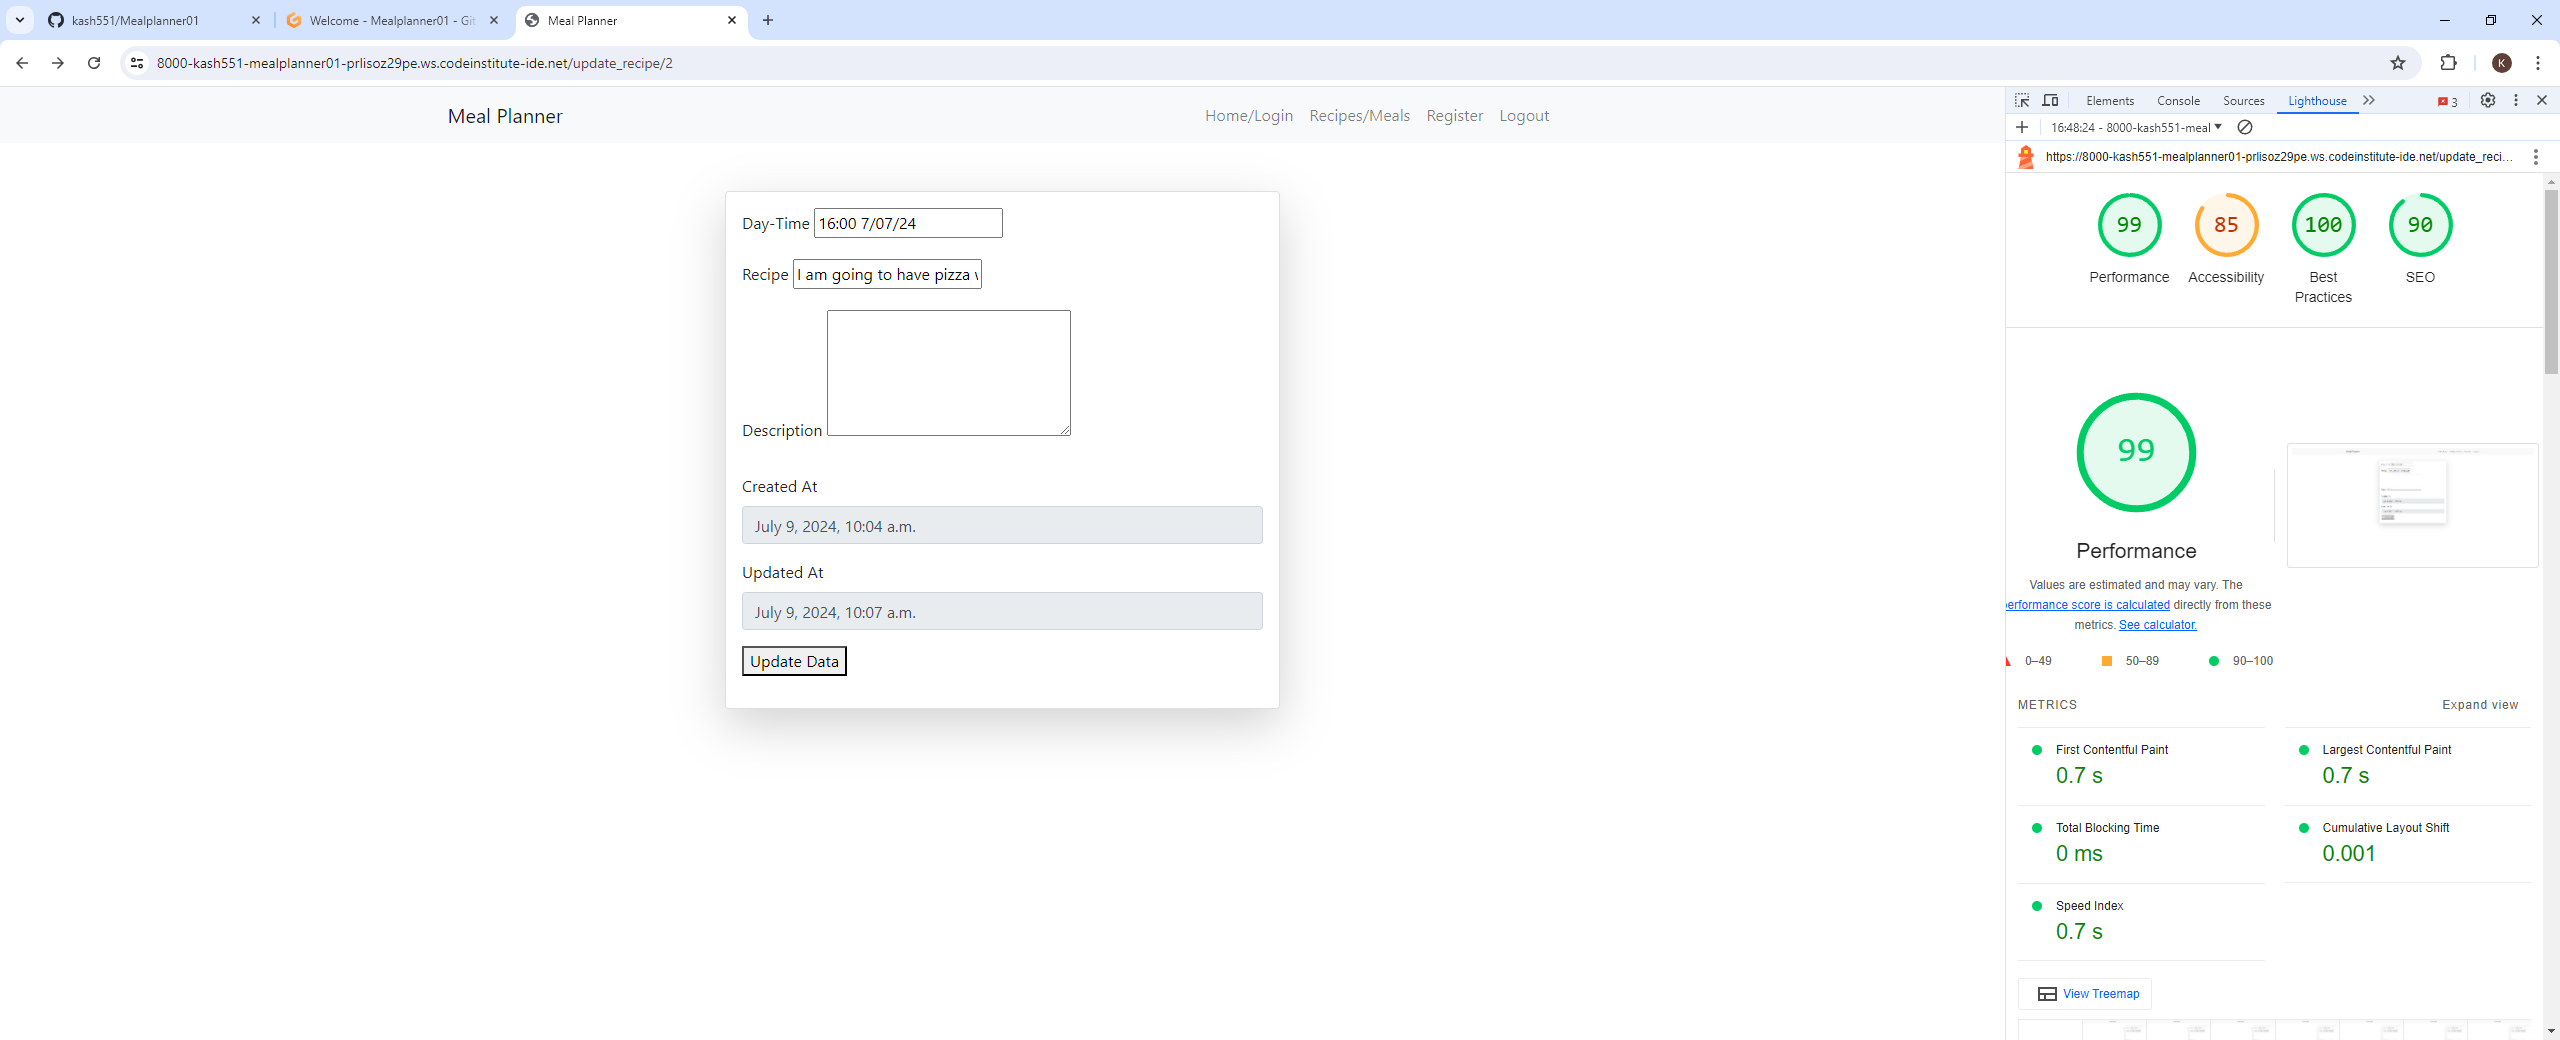 kash551/Mealplanner01
Welcome - Mealplanner01 - Git
Meal Planner
8000-kash551-mealplanner01-prlisoz29pe.ws.codeinstitute-ide.net/update_recipe/2
K
Meal Planner
Home/Login Recipes/Meals Register Logout
Day-Time 16:00 7/07/24
Recipe I am going to have pizza
Description
Created At
July 9, 2024, 10:04 a.m.
Updated At
July 9, 2024, 10:07 a.m.
Update Data
Elements Console Sources Lighthouse 3
16:48:24 - 8000-kash551-meal
https://8000-kash551-mealplanner01-prlisoz29pe.ws.codeinstitute-ide.net/update_reci...
99 85 100 90
Performance Accessibility Best Practices SEO
99
Performance
Values are estimated and may vary. The
performance score is calculated directly from these
metrics. See calculator.
0–49 50–89 90–100
METRICS
Expand view
First Contentful Paint
0.7 s
Largest Contentful Paint
0.7 s
Total Blocking Time
0 ms
Cumulative Layout Shift
0.001
Speed Index
0.7 s
View Treemap